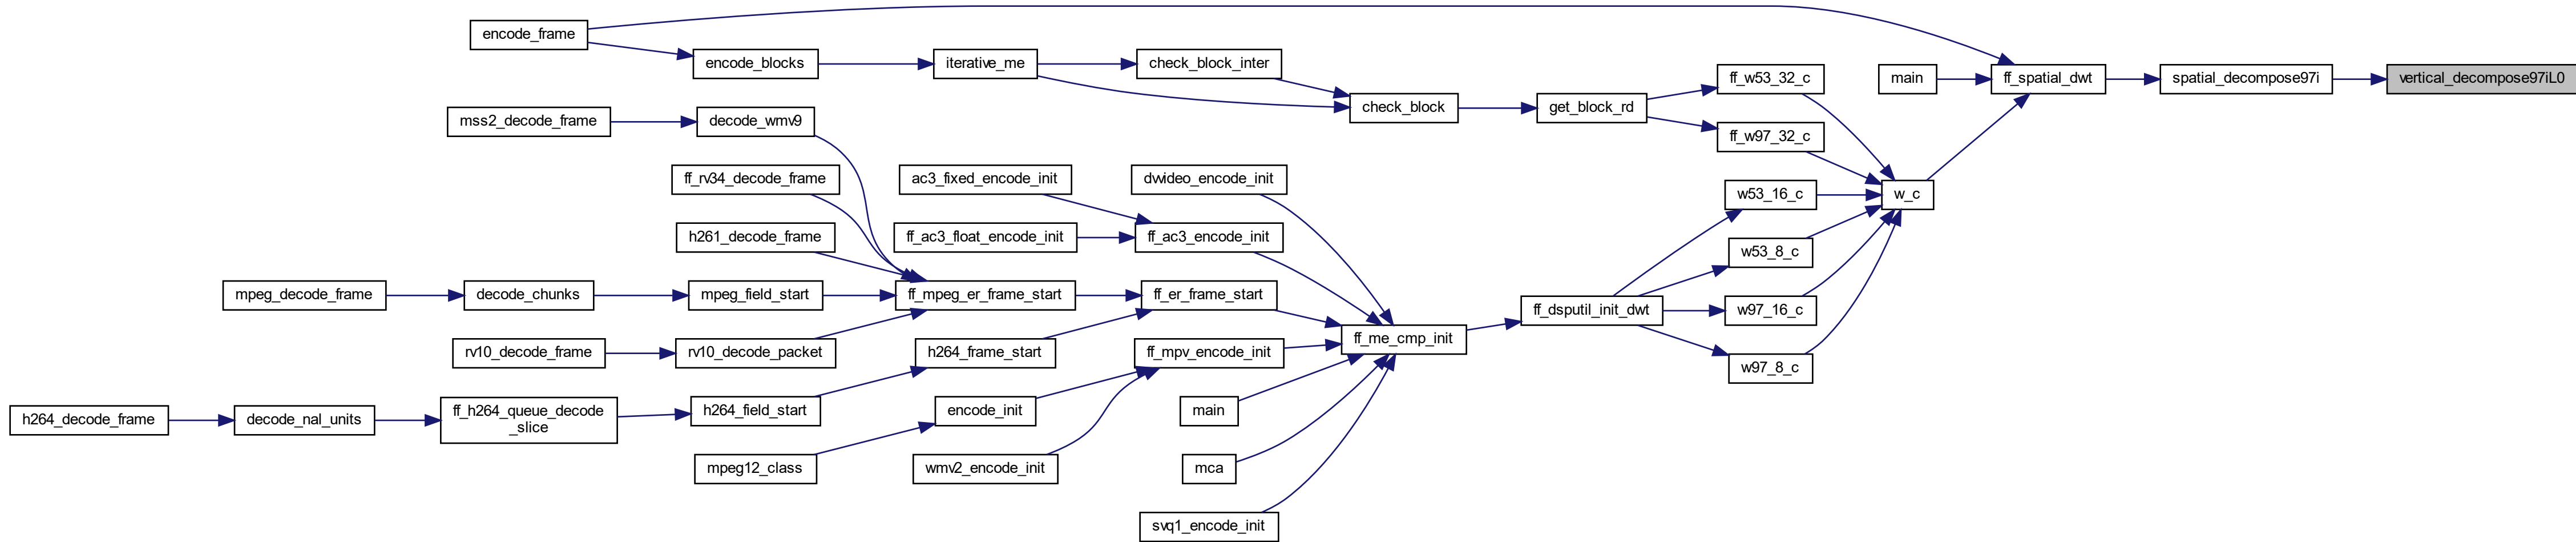 encode_frame
encode_blocks
iterative_me
check_block_inter
ff_w53_32_c
main
ff_spatial_dwt
spatial_decompose97i
vertical_decompose97iL0
mss2_decode_frame
decode_wmv9
check_block
get_block_rd
ff_w97_32_c
ff_rv34_decode_frame
ac3_fixed_encode_init
dvvideo_encode_init
w53_16_c
w_c
h261_decode_frame
ff_ac3_float_encode_init
ff_ac3_encode_init
w53_8_c
mpeg_decode_frame
decode_chunks
mpeg_field_start
ff_mpeg_er_frame_start
ff_er_frame_start
ff_dsputil_init_dwt
w97_16_c
ff_me_cmp_init
rv10_decode_frame
rv10_decode_packet
h264_frame_start
ff_mpv_encode_init
w97_8_c
h264_decode_frame
decode_nal_units
ff_h264_queue_decode
_slice
h264_field_start
encode_init
main
mpeg12_class
wmv2_encode_init
mca
svq1_encode_init